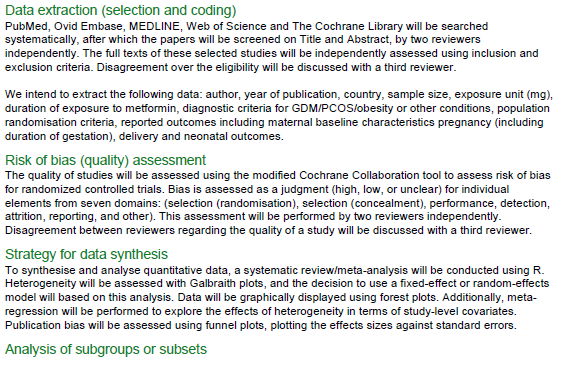 Data extraction (selection and coding)
PubMed, Ovid Embase, MEDLINE, Web of Science and The Cochrane Library will be searched
systematically, after which the papers will be screened on Title and Abstract, by two reviewers
independently. The full texts of these selected studies will be independently assessed using inclusion and
exclusion criteria. Disagreement over the eligibility will be discussed with a third reviewer.
We intend to extract the following data: author, year of publication, country, sample size, exposure unit (mg),
duration of exposure to metformin, diagnostic criteria for GDM/PCOS/obesity or other conditions, population
randomisation criteria, reported outcomes including maternal baseline characteristics pregnancy (including
duration of gestation), delivery and neonatal outcomes.
Risk of bias (quality) assessment
The quality of studies will be assessed using the modified Cochrane Collaboration tool to assess risk of bias
for randomized controlled trials. Bias is assessed as a judgment (high, low, or unclear) for individual
elements from seven domains: (selection (randomisation), selection (concealment), performance, detection,
attrition, reporting, and other). This assessment will be performed by two reviewers independently.
Disagreement between reviewers regarding the quality of a study will be discussed with a third reviewer.
Strategy for data synthesis
To synthesise and analyse quantitative data, a systematic review/meta-analysis will be conducted using R.
Heterogeneity will be assessed with Galbraith plots, and the decision to use a fixed-effect or random-effects
model will based on this analysis. Data will be graphically displayed using forest plots. Additionally, meta-
regression will be performed to explore the effects of heterogeneity in terms of study-level covariates.
Publication bias will be assessed using funnel plots, plotting the effects sizes against standard errors.
Analysis of subgroups or subsets